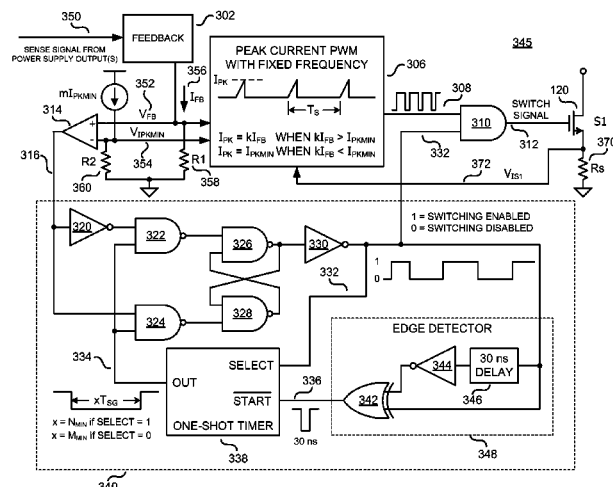 350
302
SENSE SIGNAL FROM
POWER SUPPLY OUTPUT(S)
FEEDBACK
356
345
PEAK CURRENT PWM
WITH FIXED FREQUENCY
306
mIPKMIN
352
IFB
IPK
TS
308
120
314
VFB
310
SWITCH
SIGNAL
S1
VIPKMIN
IPK = kIFB WHEN kIFB > IPKMIN
IPK = IPKMIN WHEN kIFB < IPKMIN
332
312
370
316
R2
354
R1
372
VIS1
RS
360
358
320
322
326
330
1 = SWITCHING ENABLED
0 = SWITCHING DISABLED
332
1
0
324
328
334
EDGE DETECTOR
SELECT
344
30 ns
DELAY
OUT
336
342
346
xTSG
START
x = NMIN IF SELECT = 1
x = MMIN IF SELECT = 0
ONE-SHOT TIMER
30 ns
338
348
340